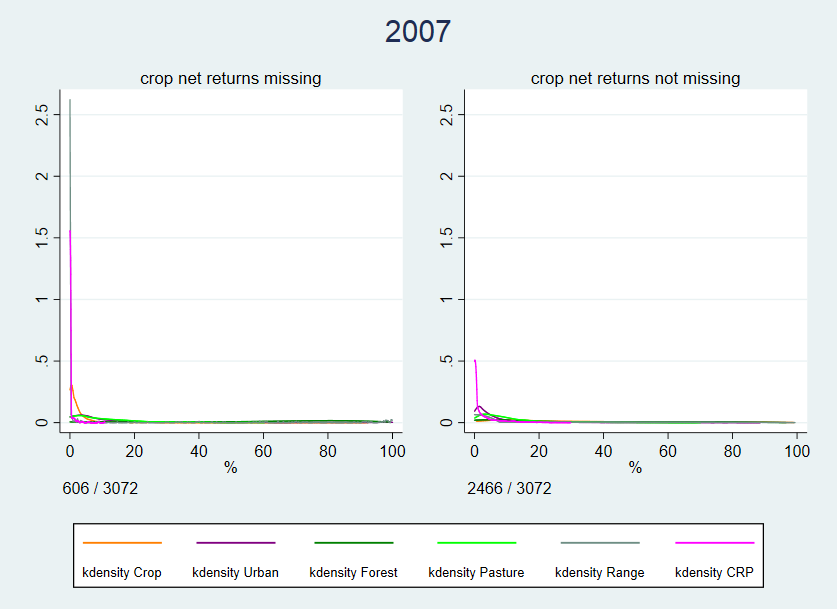 2007
crop net returns missing
crop net returns not missing
2.5
2
1.5
1
.5
0
0 20 40 60 80 100
%
606 / 3072
2.5
2
1.5
1
.5
0
0 20 40 60 80 100
%
2466 / 3072
kdensity Crop
kdensity Urban
kdensity Forest
kdensity Pasture
kdensity Range
kdensity CRP